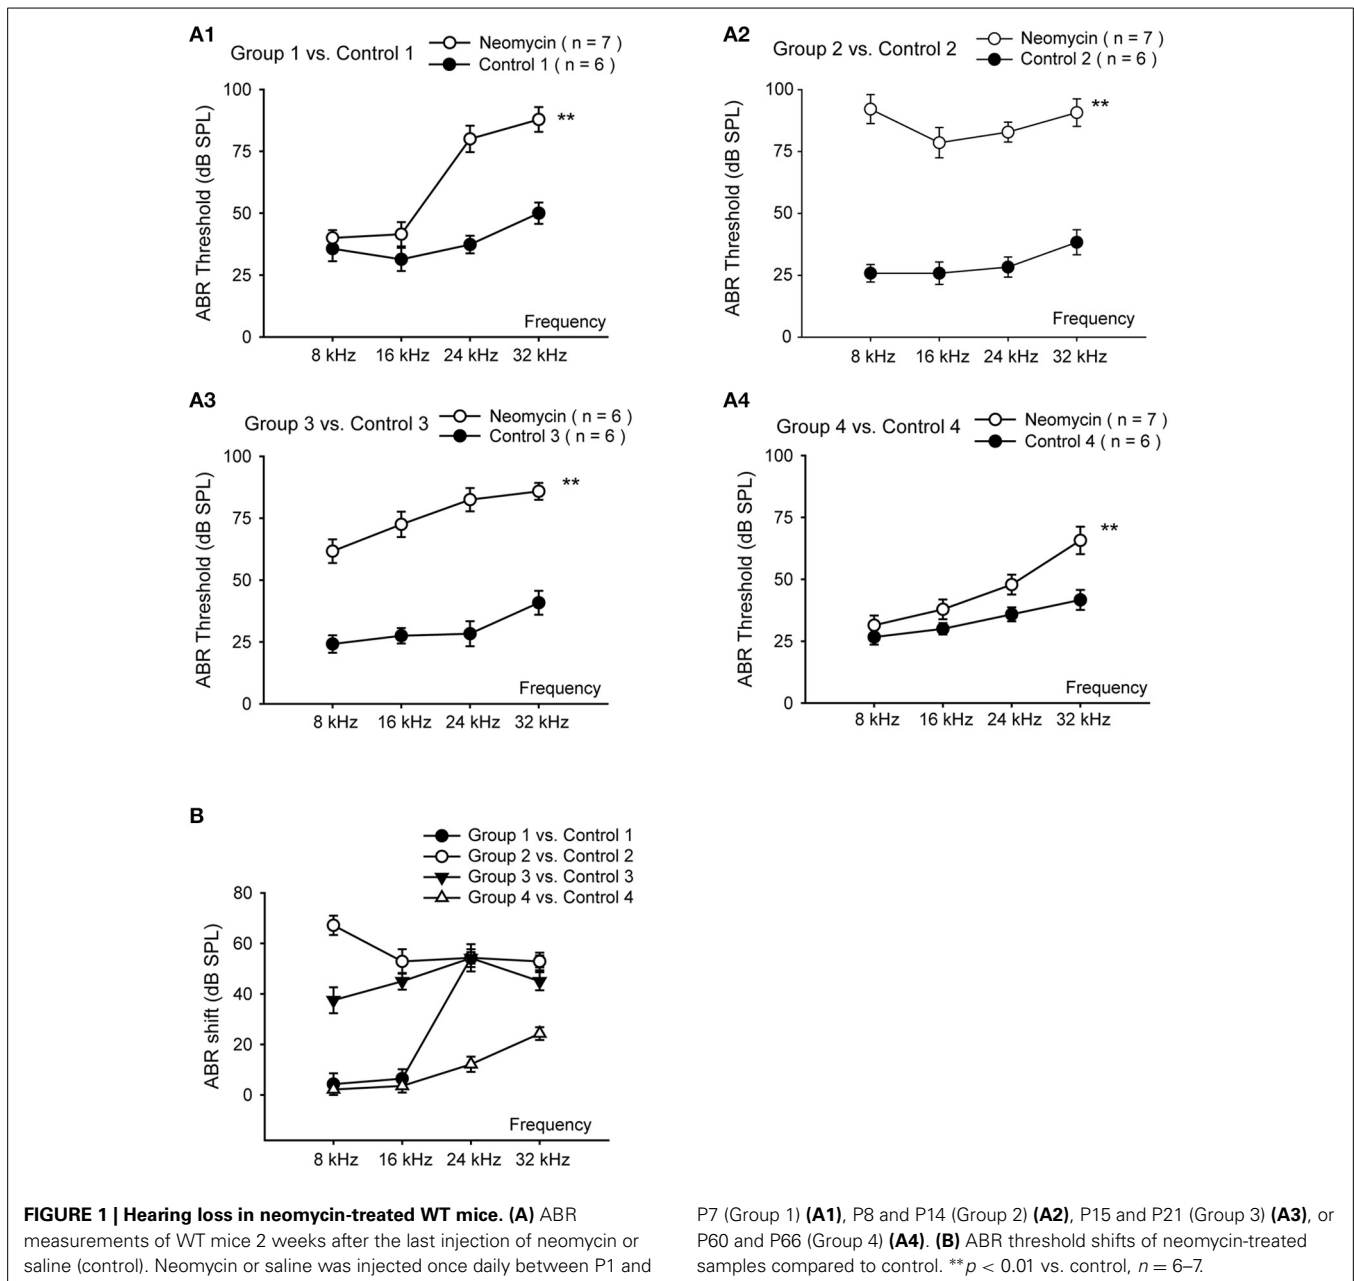 A1
Group 1 vs. Control 1
Neomycin ( n = 7 )
Control 1 ( n = 6 )
ABR Threshold (dB SPL)
100
75
50
25
0
Frequency
8 kHz 16 kHz 24 kHz 32 kHz
**
A2
Group 2 vs. Control 2
Neomycin ( n = 7 )
Control 2 ( n = 6 )
ABR Threshold (dB SPL)
100
75
50
25
0
Frequency
8 kHz 16 kHz 24 kHz 32 kHz
**
A3
Group 3 vs. Control 3
Neomycin ( n = 6 )
Control 3 ( n = 6 )
ABR Threshold (dB SPL)
100
75
50
25
0
Frequency
8 kHz 16 kHz 24 kHz 32 kHz
**
A4
Group 4 vs. Control 4
Neomycin ( n = 7 )
Control 4 ( n = 6 )
ABR Threshold (dB SPL)
100
75
50
25
0
Frequency
8 kHz 16 kHz 24 kHz 32 kHz
**
B
Group 1 vs. Control 1
Group 2 vs. Control 2
Group 3 vs. Control 3
Group 4 vs. Control 4
ABR shift (dB SPL)
80
60
40
20
0
Frequency
8 kHz 16 kHz 24 kHz 32 kHz
FIGURE 1 | Hearing loss in neomycin-treated WT mice. (A) ABR
measurements of WT mice 2 weeks after the last injection of neomycin or
saline (control). Neomycin or saline was injected once daily between P1 and
P7 (Group 1) (A1), P8 and P14 (Group 2) (A2), P15 and P21 (Group 3) (A3), or
P60 and P66 (Group 4) (A4). (B) ABR threshold shifts of neomycin-treated
samples compared to control. **p < 0.01 vs. control, n = 6–7.